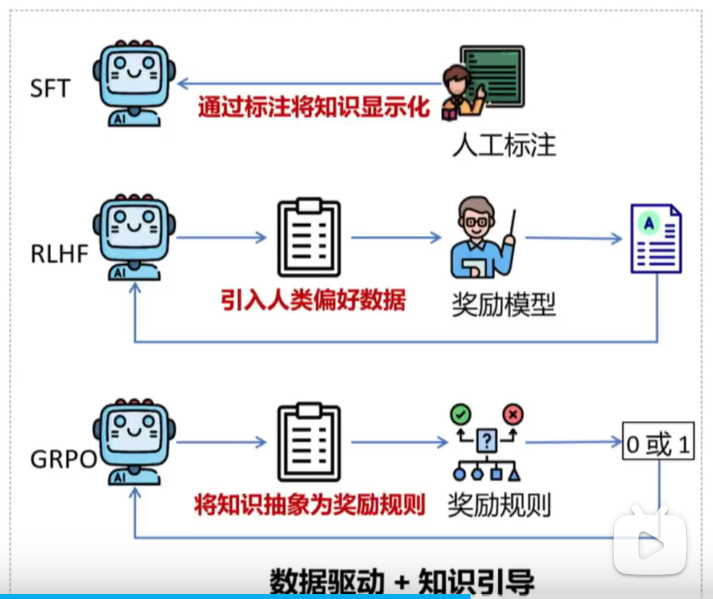 SFT
AI
通过标注将知识显示化
人工标注
RLHF
AI
A
引入人类偏好数据
奖励模型
GRPO
AI
?
0 或 1
将知识抽象为奖励规则
奖励规则
数据驱动 + 知识引导